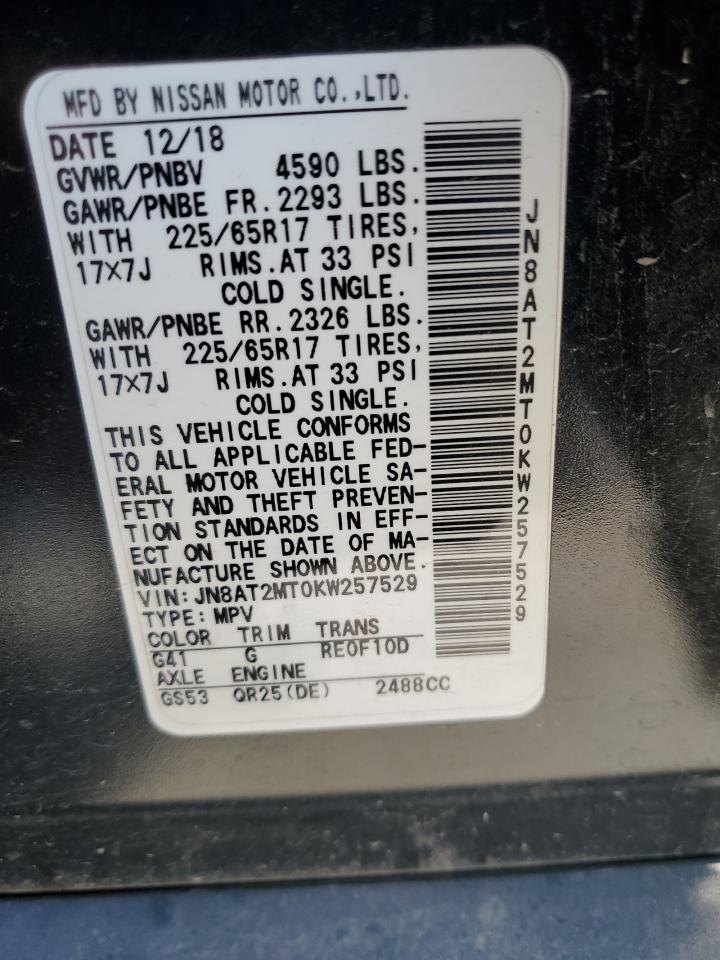 MFD BY NISSAN MOTOR CO.,LTD.
DATE 12/18
GVWR/PNBV 4590 LBS.
GAWR/PNBE FR. 2293 LBS.
WITH 225/65R17 TIRES,
17X7J RIMS.AT 33 PSI
COLD SINGLE.
GAWR/PNBE RR. 2326 LBS.
WITH 225/65R17 TIRES,
17X7J RIMS.AT 33 PSI
COLD SINGLE.
THIS VEHICLE CONFORMS
TO ALL APPLICABLE FED-
ERAL MOTOR VEHICLE SA-
FETY AND THEFT PREVEN-
TION STANDARDS IN EFF-
ECT ON THE DATE OF MA-
NUFACTURE SHOWN ABOVE.
VIN: JN8AT2MT0KW257529
TYPE: MPV
COLOR TRIM TRANS
G41 G RE0F10D
AXLE ENGINE
GS53 QR25(DE) 2488CC
JN8AT2MT0KW257529